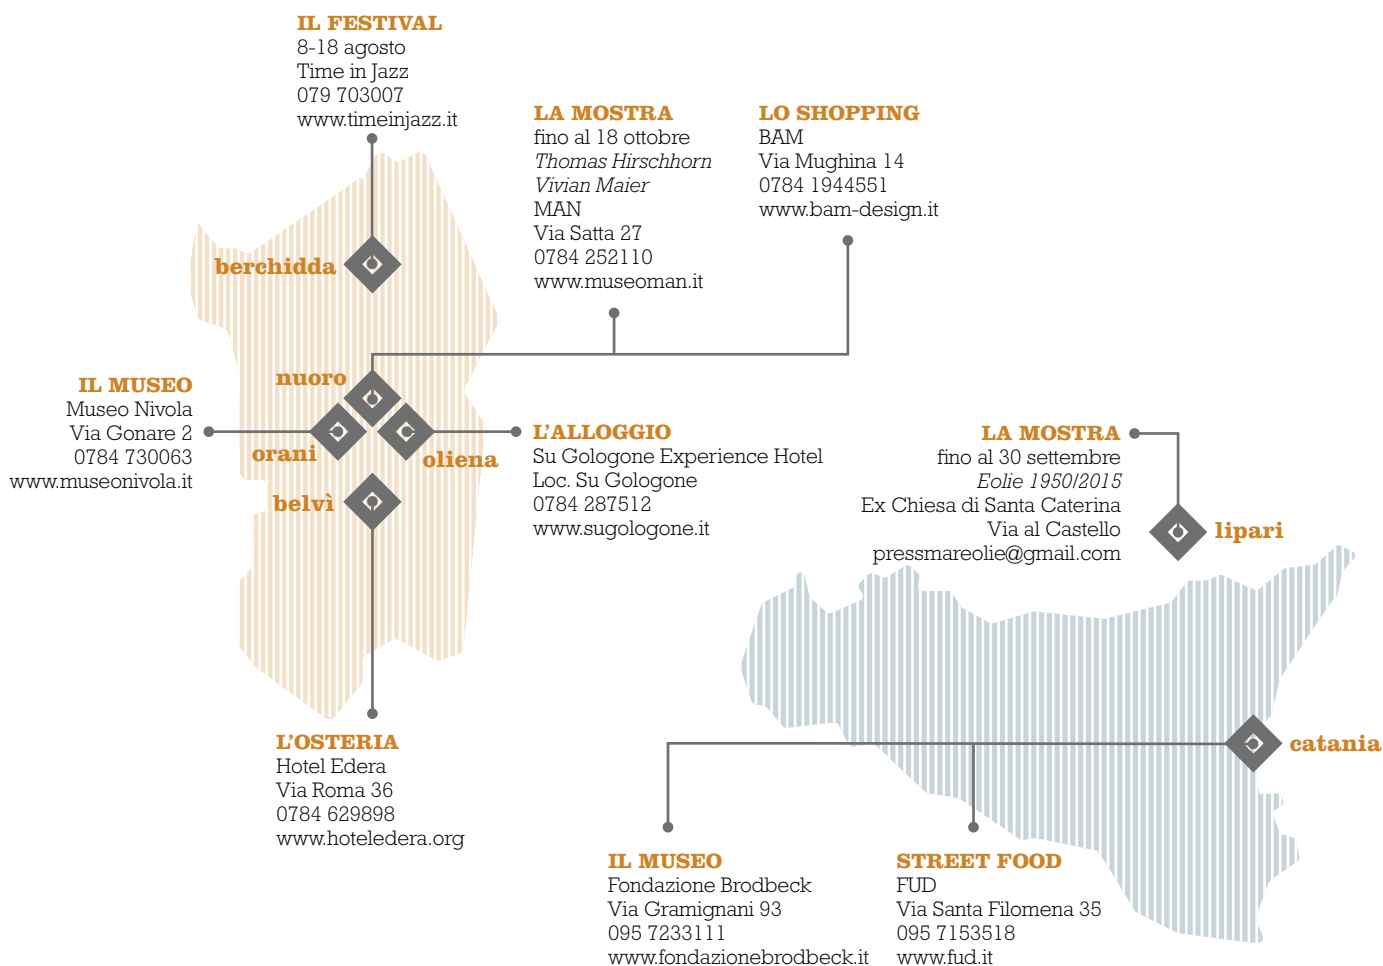 IL FESTIVAL
8-18 agosto
Time in Jazz
079 703007
www.timeinjazz.it
LA MOSTRA
fino al 18 ottobre
Thomas Hirschhorn
Vivian Maier
MAN
Via Satta 27
0784 252110
www.museoman.it
LO SHOPPING
BAM
Via Mughina 14
0784 1944551
www.bam-design.it
berchidda
nuoro
IL MUSEO
Museo Nivola
Via Gonare 2
0784 730063
www.museonivola.it
orani
oliena
belvì
L'ALLOGGIO
Su Gologone Experience Hotel
Loc. Su Gologone
0784 287512
www.sugologone.it
LA MOSTRA
fino al 30 settembre
Eolie 1950/2015
Ex Chiesa di Santa Caterina
Via al Castello
pressmareolie@gmail.com
lipari
catania
L'OSTERIA
Hotel Edera
Via Roma 36
0784 629898
www.hoteledera.org
IL MUSEO
Fondazione Brodbeck
Via Gramignani 93
095 7233111
www.fondazionebrodbeck.it
STREET FOOD
FUD
Via Santa Filomena 35
095 7153518
www.fud.it